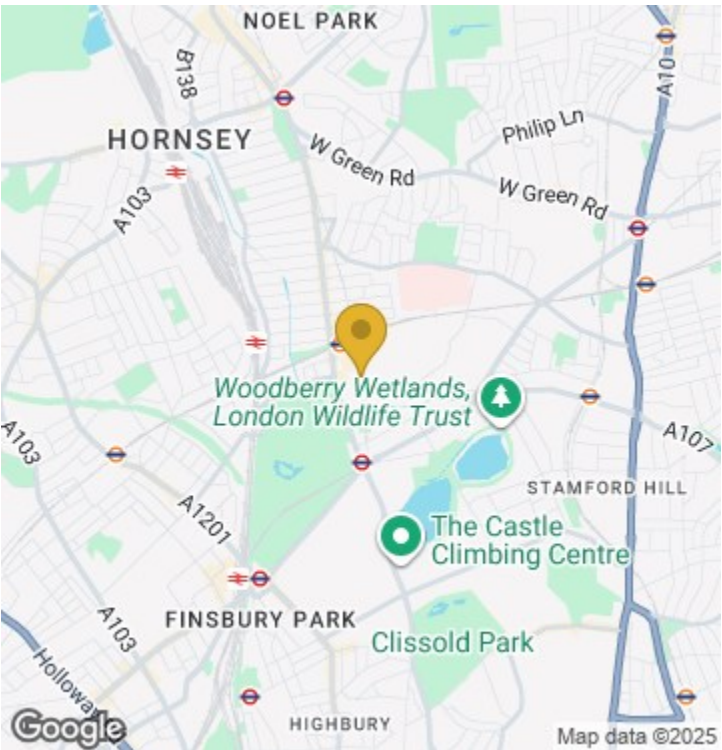 NOEL PARK
B138
A10
HORNSEY
Philip Ln
W Green Rd
W Green Rd
A103
Woodberry Wetlands,
London Wildlife Trust
A107
A103
STAMFORD HILL
A1201
The Castle
Climbing Centre
A103
FINSBURY PARK
Clissold Park
Holloway
HIGHBURY
Google
Map data ©2025